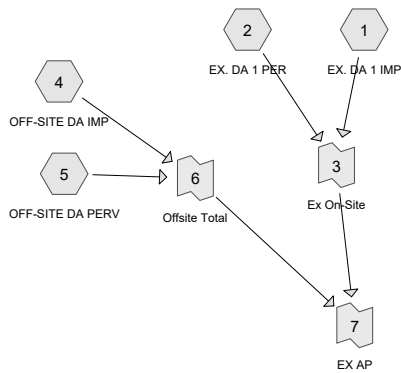 2
1
EX. DA 1 PER
EX. DA 1 IMP
4
OFF-SITE DA IMP
5
OFF-SITE DA PERV
6
Offsite Total
3
Ex On-Site
7
EX AP